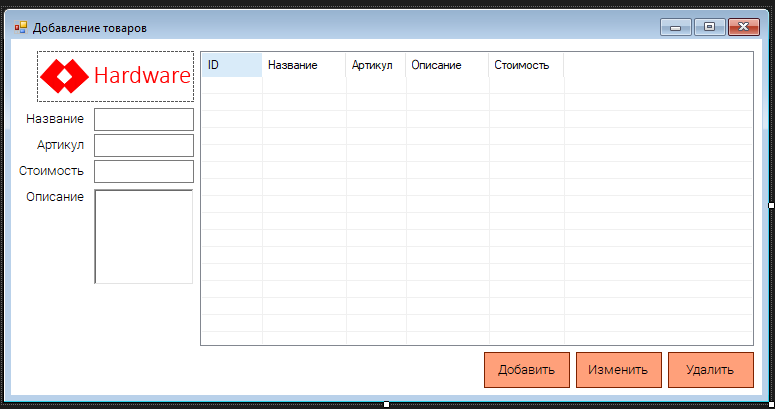 Добавление товаров
Hardware
ID Название Артикул Описание Стоимость
Название
Артикул
Стоимость
Описание
Добавить Изменить Удалить